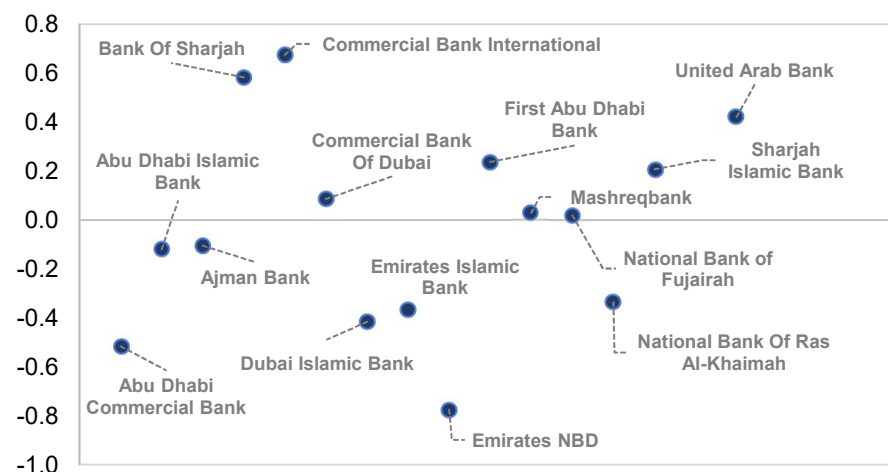 0.8
0.6
0.4
0.2
0.0
-0.2
-0.4
-0.6
-0.8
-1.0
Bank Of Sharjah
Commercial Bank International
United Arab Bank
First Abu Dhabi
Bank
Commercial Bank
Of Dubai
Abu Dhabi Islamic
Bank
Sharjah
Islamic Bank
Mashreqbank
Ajman Bank
Emirates Islamic
Bank
National Bank of
Fujairah
Dubai Islamic Bank
National Bank Of Ras
Al-Khaimah
Abu Dhabi
Commercial Bank
Emirates NBD